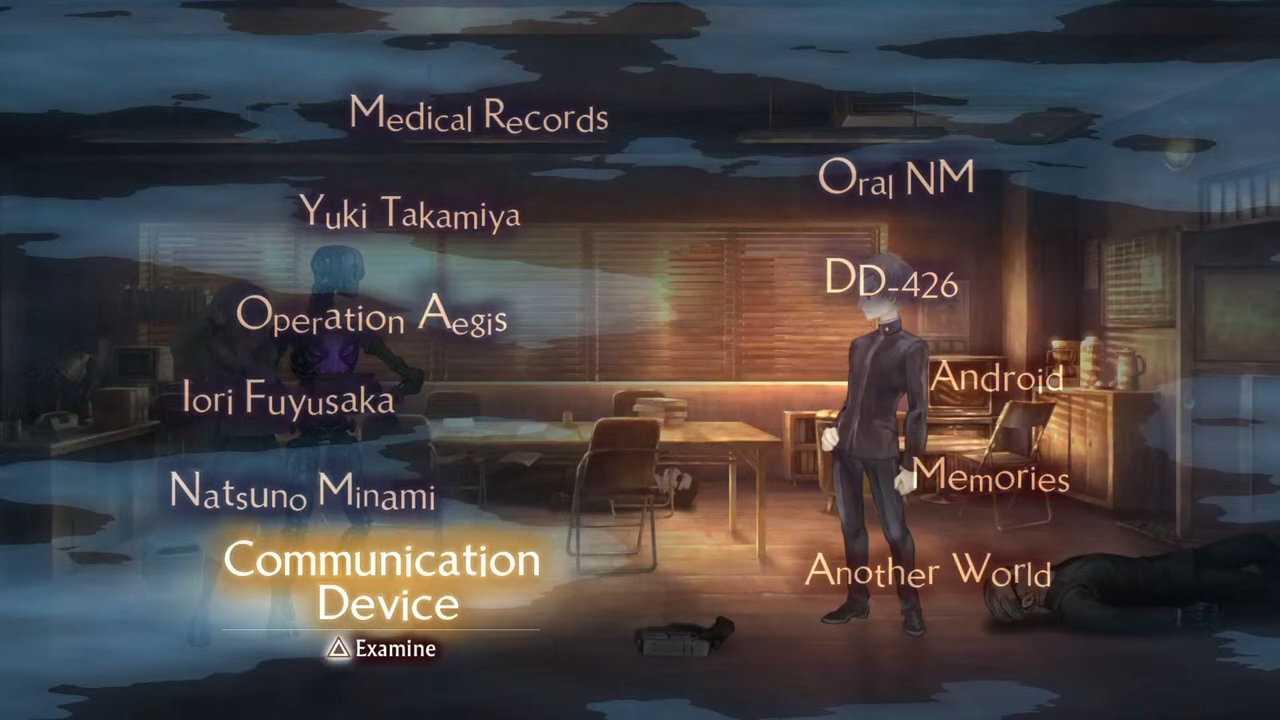 Medical Records
Oral NM
Yuki Takamiya
DD-426
Operation Aegis
Android
Iori Fuyusaka
Memories
Natsuno Minami
Communication
Device
Another World
Examine